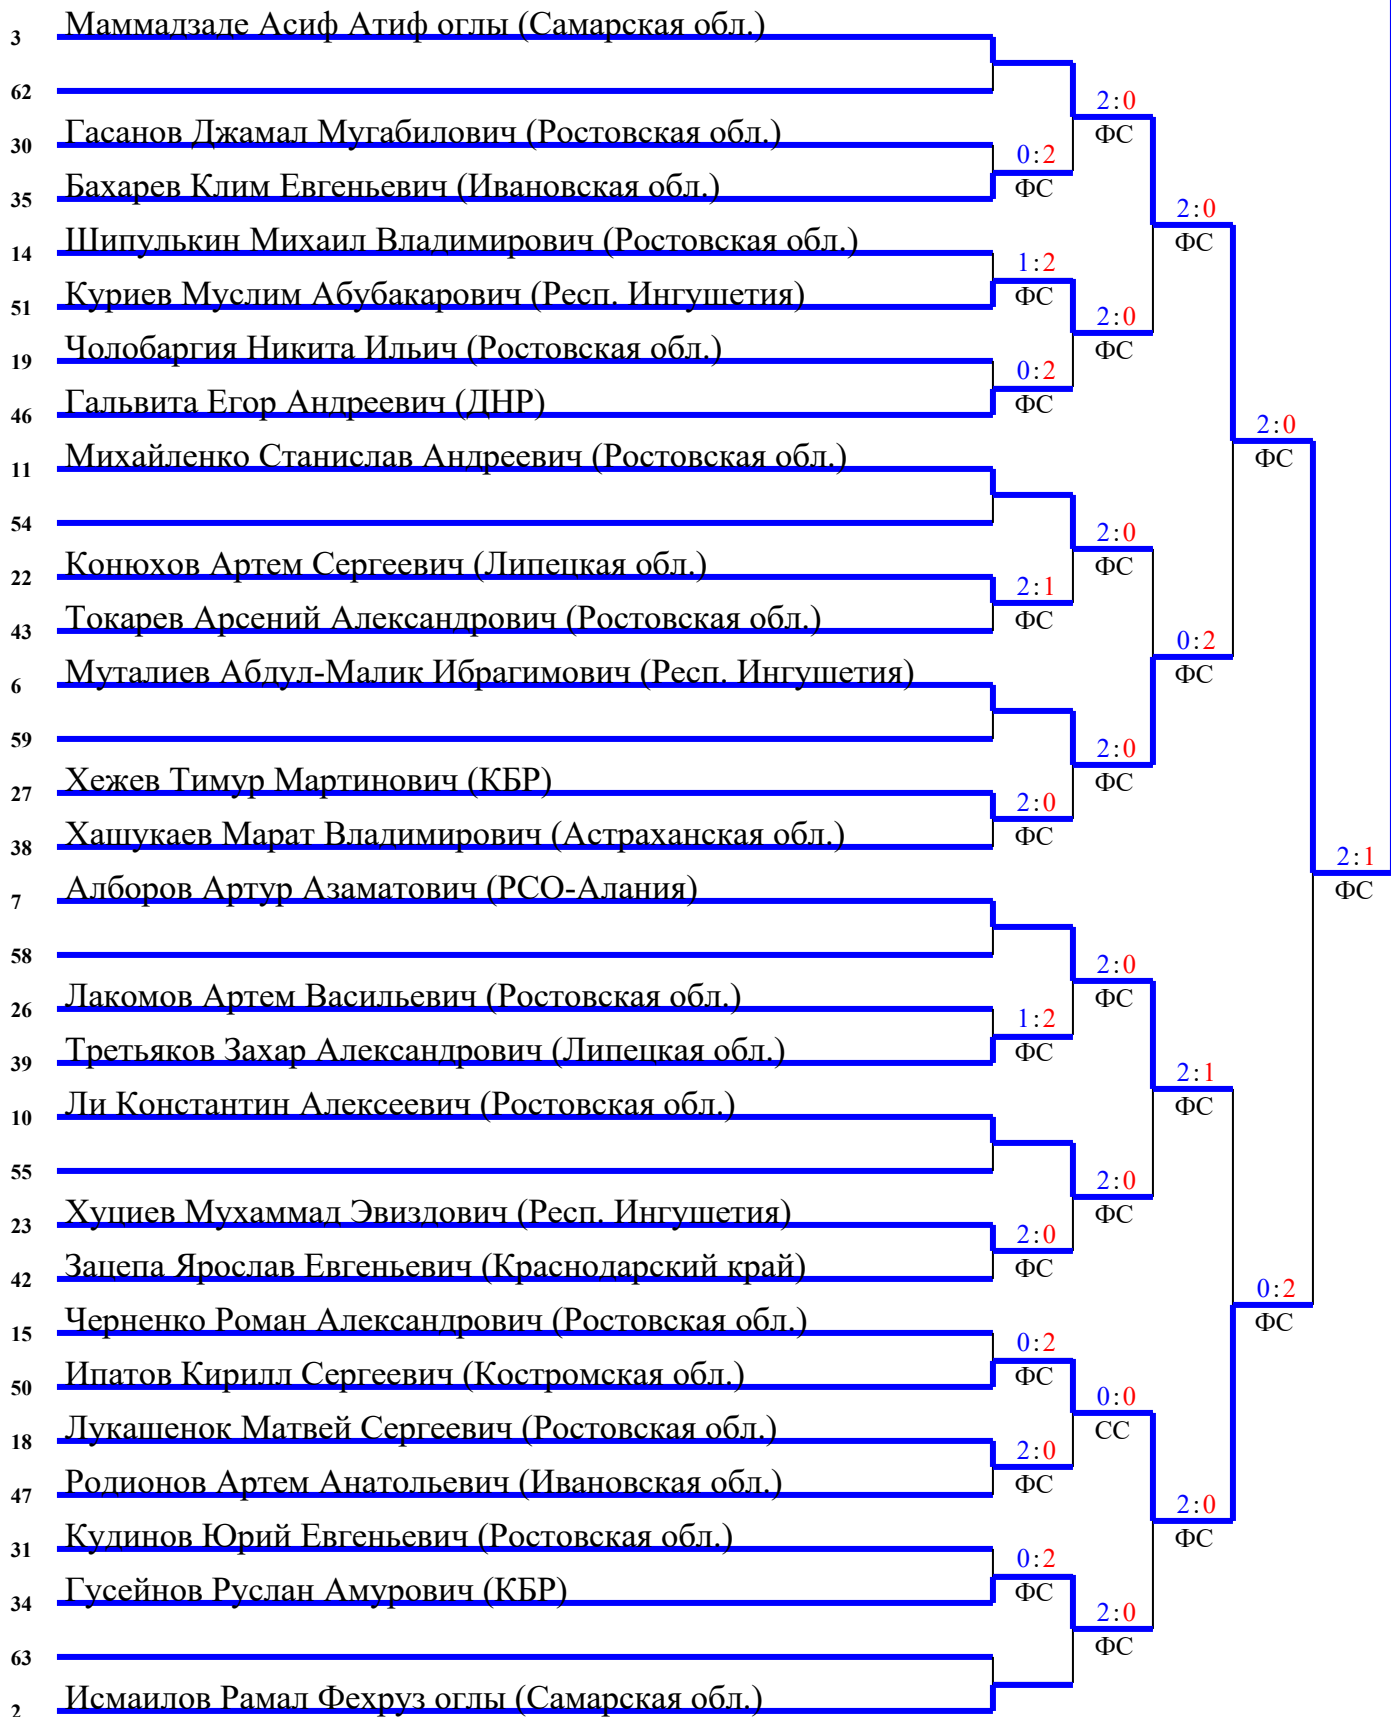 3 Маммадзаде Асиф Атиф оглы (Самарская обл.)
62
2:0
ФС
30 Гасанов Джамал Мугабилович (Ростовская обл.)
0:2
ФС
35 Бахарев Клим Евгеньевич (Ивановская обл.)
2:0
ФС
14 Шипулькин Михаил Владимирович (Ростовская обл.)
1:2
ФС
51 Куриев Муслим Абубакарович (Респ. Ингушетия)
2:0
ФС
19 Чолобаргия Никита Ильич (Ростовская обл.)
0:2
ФС
46 Гальвита Егор Андреевич (ДНР)
2:0
ФС
11 Михайленко Станислав Андреевич (Ростовская обл.)
54
2:0
ФС
22 Конюхов Артем Сергеевич (Липецкая обл.)
2:1
ФС
43 Токарев Арсений Александрович (Ростовская обл.)
0:2
ФС
6 Муталиев Абдул-Малик Ибрагимович (Респ. Ингушетия)
59
2:0
ФС
27 Хежев Тимур Мартинович (КБР)
2:0
ФС
38 Хашукаев Марат Владимирович (Астраханская обл.)
2:1
ФС
7 Алборов Артур Азаматович (РСО-Алания)
58
2:0
ФС
26 Лакомов Артем Васильевич (Ростовская обл.)
1:2
ФС
39 Третьяков Захар Александрович (Липецкая обл.)
2:1
ФС
10 Ли Константин Алексеевич (Ростовская обл.)
55
2:0
ФС
23 Хуциев Мухаммад Эвиздович (Респ. Ингушетия)
2:0
ФС
42 Зацепа Ярослав Евгеньевич (Краснодарский край)
0:2
ФС
15 Черненко Роман Александрович (Ростовская обл.)
0:2
ФС
50 Ипатов Кирилл Сергеевич (Костромская обл.)
0:0
СС
18 Лукашенок Матвей Сергеевич (Ростовская обл.)
2:0
ФС
47 Родионов Артем Анатольевич (Ивановская обл.)
2:0
ФС
31 Кудинов Юрий Евгеньевич (Ростовская обл.)
0:2
ФС
34 Гусейнов Руслан Амурович (КБР)
2:0
ФС
63
2 Исмаилов Рамал Фехруз оглы (Самарская обл.)